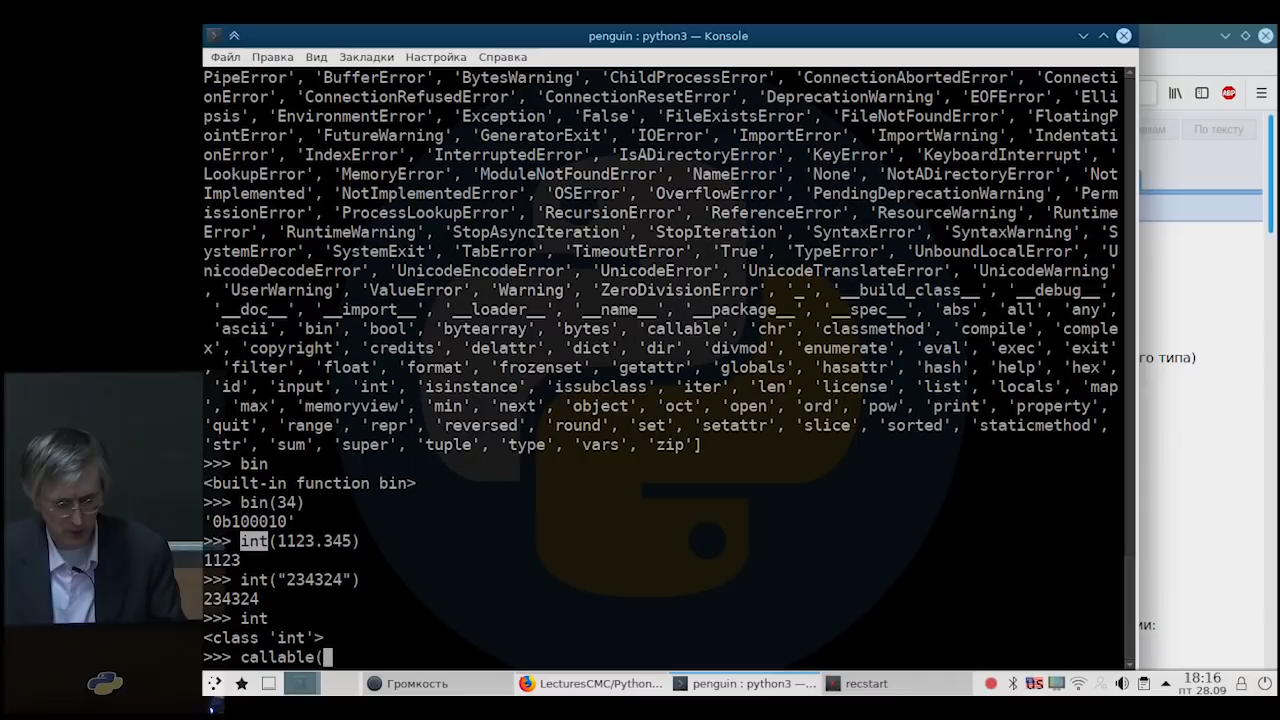 penguin : python3 — Konsole
Файл Правка Вид Закладки Настройка Справка
PipeError', 'BufferError', 'BytesWarning', 'ChildProcessError', 'ConnectionAbortedError', 'Connecti
onError', 'ConnectionRefusedError', 'ConnectionResetError', 'DeprecationWarning', 'EOFError', 'Elli
psis', 'EnvironmentError', 'Exception', 'False', 'FileExistsError', 'FileNotFoundError', 'Floating
PointError', 'FutureWarning', 'GeneratorExit', 'IOError', 'ImportError', 'ImportWarning', 'Indentat
ionError', 'IndexError', 'InterruptedError', 'IsADirectoryError', 'KeyError', 'KeyboardInterrupt', '
LookupError', 'MemoryError', 'ModuleNotFoundError', 'NameError', 'None', 'NotADirectoryError', 'Not
Implemented', 'NotImplementedError', 'OSError', 'OverflowError', 'PendingDeprecationWarning', 'Perm
issionError', 'ProcessLookupError', 'RecursionError', 'ReferenceError', 'ResourceWarning', 'Runtime
Error', 'RuntimeWarning', 'StopAsyncIteration', 'StopIteration', 'SyntaxError', 'SyntaxWarning', 'S
ystemError', 'SystemExit', 'TabError', 'TimeoutError', 'True', 'TypeError', 'UnboundLocalError', 'U
nicodeDecodeError', 'UnicodeEncodeError', 'UnicodeError', 'UnicodeTranslateError', 'UnicodeWarning'
, 'UserWarning', 'ValueError', 'Warning', 'ZeroDivisionError', '_', '__build_class__', '__debug__',
'__doc__', '__import__', '__loader__', '__name__', '__package__', '__spec__', 'abs', 'all', 'any',
'ascii', 'bin', 'bool', 'bytearray', 'bytes', 'callable', 'chr', 'classmethod', 'compile', 'comple
x', 'copyright', 'credits', 'delattr', 'dict', 'dir', 'divmod', 'enumerate', 'eval', 'exec', 'exit'
, 'filter', 'float', 'format', 'frozenset', 'getattr', 'globals', 'hasattr', 'hash', 'help', 'hex',
'id', 'input', 'int', 'isinstance', 'issubclass', 'iter', 'len', 'license', 'list', 'locals', 'map
', 'max', 'memoryview', 'min', 'next', 'object', 'oct', 'open', 'ord', 'pow', 'print', 'property',
'quit', 'range', 'repr', 'reversed', 'round', 'set', 'setattr', 'slice', 'sorted', 'staticmethod',
'str', 'sum', 'super', 'tuple', 'type', 'vars', 'zip']
>>> bin
<built-in function bin>
>>> bin(34)
'0b100010'
>>> int(1123.345)
1123
>>> int("234324")
234324
>>> int
<class 'int'>
>>> callable(
По тексту
го типа)
ии:
ABP
Громкость
LecturesCMC/Python...
penguin : python3 —...
recstart
US
18:16
пт 28.09